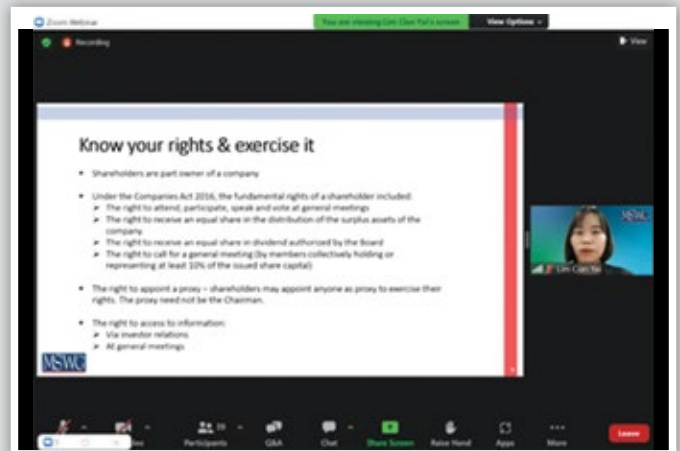 Zoom Webinar
You are viewing Lim Cian Yai's screen
View Options
Recording
View
Know your rights & exercise it
Shareholders are part owner of a company
Under the Companies Act 2016, the fundamental rights of a shareholder included:
The right to attend, participate, speak and vote at general meetings
The right to receive an equal share in the distribution of the surplus assets of the
company
The right to receive an equal share in dividend authorized by the Board
The right to call for a general meeting (by members collectively holding or
representing at least 10% of the issued share capital)
The right to appoint a proxy – shareholders may appoint anyone as proxy to exercise their
rights. The proxy need not be the Chairman.
The right to access to information:
Via investor relations
At general meetings
MSWG
MSWG
Lim Cian Yai
Participants
Q&A
Chat
Share Screen
Raise Hand
Apps
More
Leave